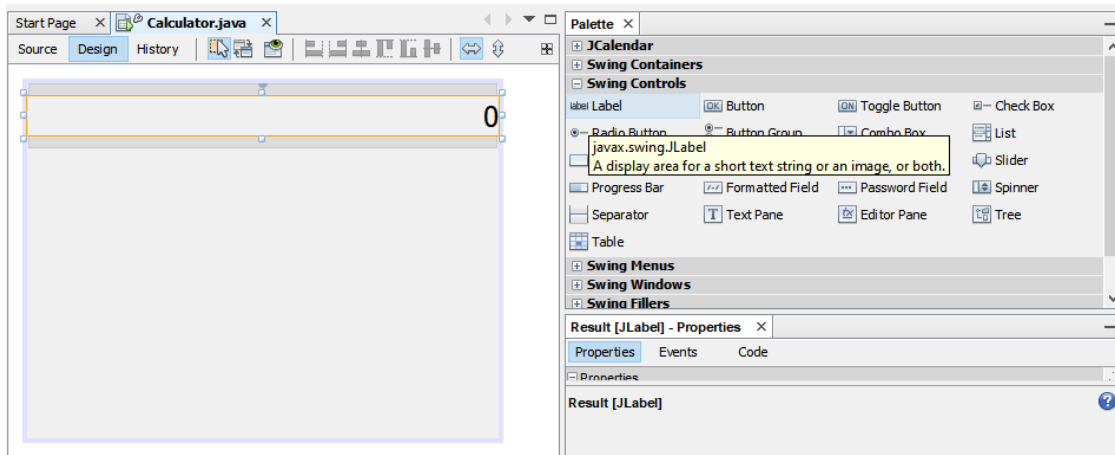 Start Page
Calculator.java
Source
Design
History
0
Palette
JCalendar
Swing Containers
Swing Controls
label Label
OK Button
ON Toggle Button
Check Box
Radio Button
Button Group
Combo Box
List
javax.swing.JLabel
A display area for a short text string or an image, or both.
Slider
Progress Bar
Formatted Field
Password Field
Spinner
Separator
T Text Pane
Editor Pane
Tree
Table
Swing Menus
Swing Windows
Swing Fillers
Result [JLabel] - Properties
Properties
Events
Code
Properties
Result [JLabel]
?